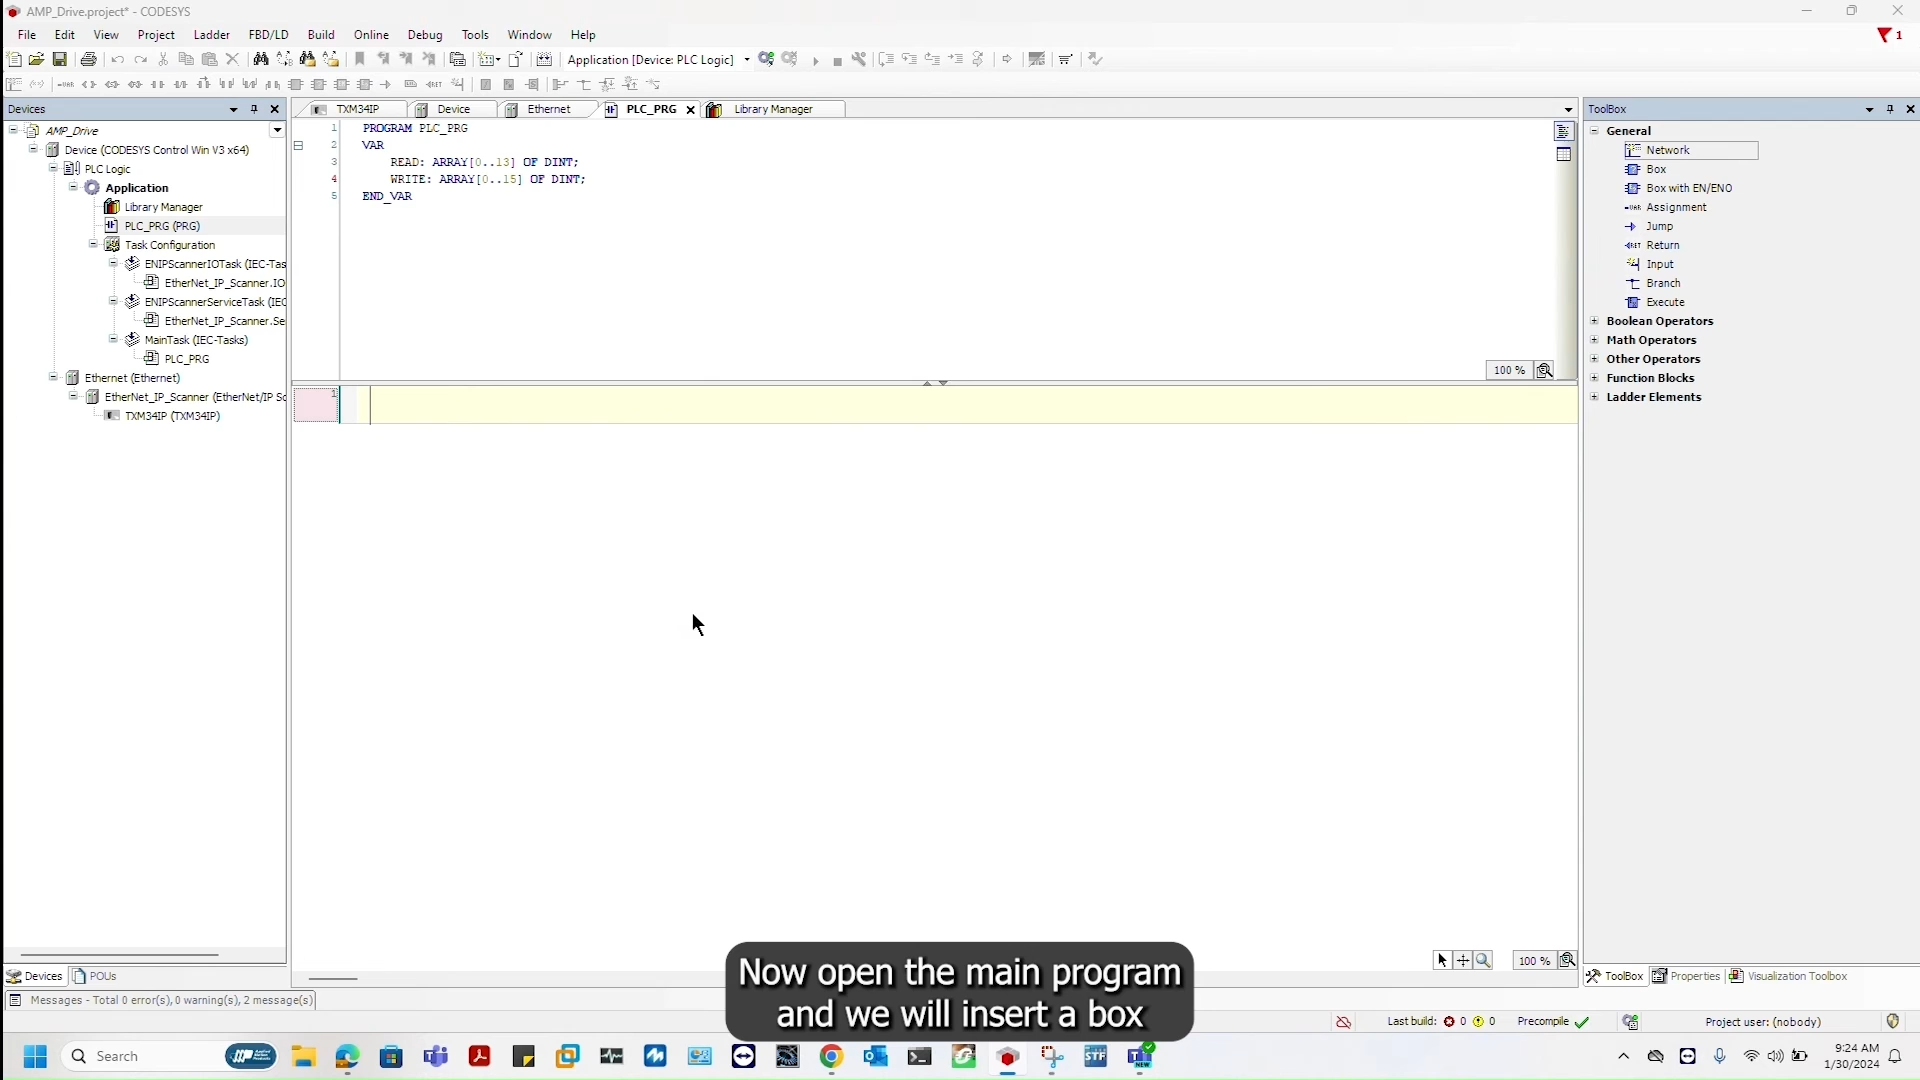 AMP_Drive.project* - CODESYS
File Edit View Project Ladder FBD/LD Build Online Debug Tools Window Help
1
Application [Device: PLC Logic]
Devices
TXM34IP Device Ethernet PLC_PRG Library Manager
ToolBox
AMP_Drive
Device (CODESYS Control Win V3 x64)
PLC Logic
Application
Library Manager
PLC_PRG (PRG)
Task Configuration
ENIPScannerIOTask (IEC-Tas
EtherNet_IP_Scanner.IO
ENIPScannerServiceTask (IEC
EtherNet_IP_Scanner.Se
MainTask (IEC-Tasks)
PLC_PRG
Ethernet (Ethernet)
EtherNet_IP_Scanner (EtherNet/IP Sc
TXM34IP (TXM34IP)
1 PROGRAM PLC_PRG
2 VAR
3 READ: ARRAY[0..13] OF DINT;
4 WRITE: ARRAY[0..15] OF DINT;
5 END_VAR
100 %
1
100 %
General
Network
Box
Box with EN/ENO
Assignment
Jump
Return
Input
Branch
Execute
Boolean Operators
Math Operators
Other Operators
Function Blocks
Ladder Elements
Devices POUs
ToolBox Properties Visualization Toolbox
Messages - Total 0 error(s), 0 warning(s), 2 message(s)
Now open the main program
and we will insert a box
Last build: 0 0 Precompile Project user: (nobody)
Search
STF
NEW
9:24 AM
1/30/2024